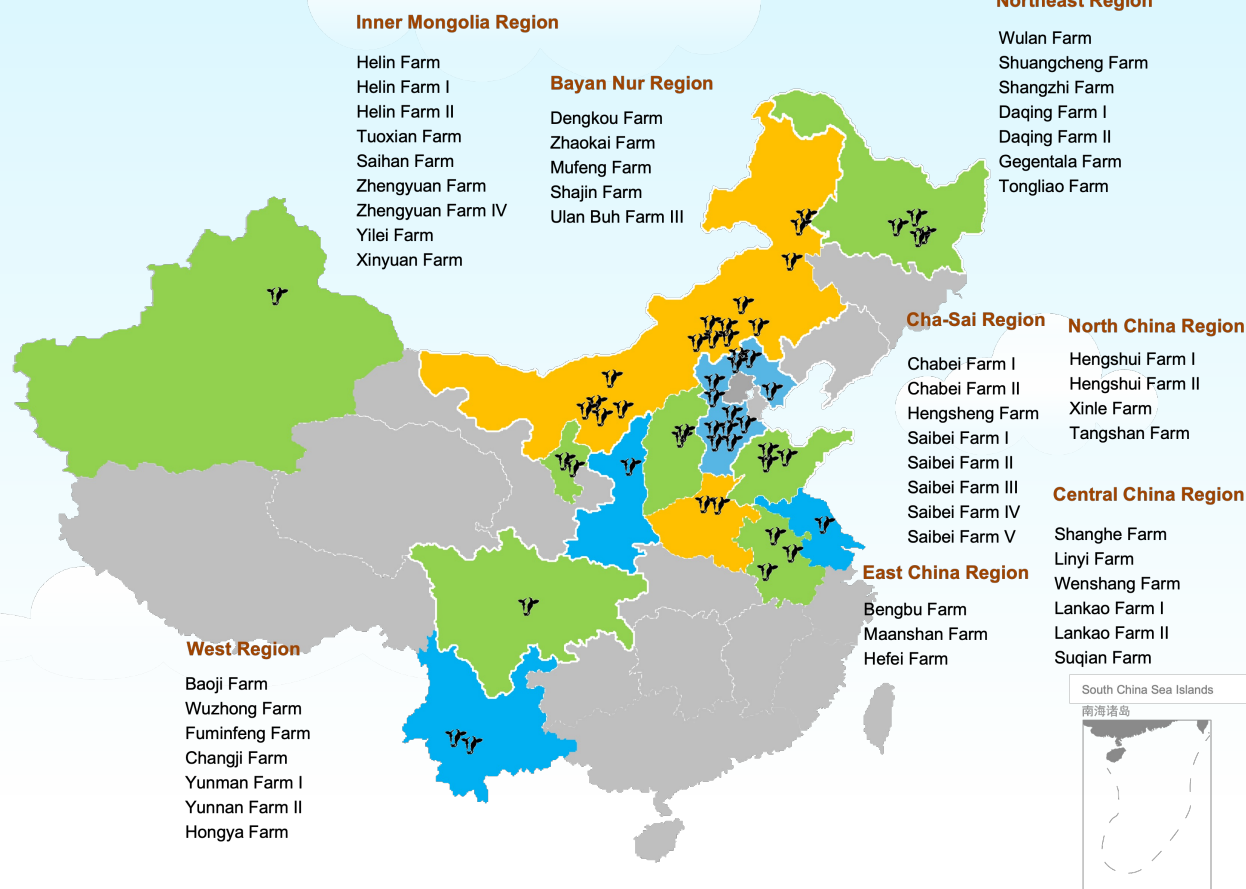 Inner Mongolia Region
Helin Farm
Helin Farm I
Helin Farm II
Tuoxian Farm
Saihan Farm
Zhengyuan Farm
Zhengyuan Farm IV
Yilei Farm
Xinyuan Farm
Bayan Nur Region
Dengkou Farm
Zhaokai Farm
Mufeng Farm
Shajin Farm
Ulan Buh Farm III
Northeast Region
Wulan Farm
Shuangcheng Farm
Shangzhi Farm
Daqing Farm I
Daqing Farm II
Gegentala Farm
Tongliao Farm
Cha-Sai Region
Chabei Farm I
Chabei Farm II
Hengsheng Farm
Saibei Farm I
Saibei Farm II
Saibei Farm III
Saibei Farm IV
Saibei Farm V
North China Region
Hengshui Farm I
Hengshui Farm II
Xinle Farm
Tangshan Farm
Central China Region
Shanghe Farm
Linyi Farm
Wenshang Farm
Lankao Farm I
Lankao Farm II
Suqian Farm
East China Region
Bengbu Farm
Maanshan Farm
Hefei Farm
West Region
Baoji Farm
Wuzhong Farm
Fuminfeng Farm
Changji Farm
Yunman Farm I
Yunnan Farm II
Hongya Farm
South China Sea Islands
南海诸岛